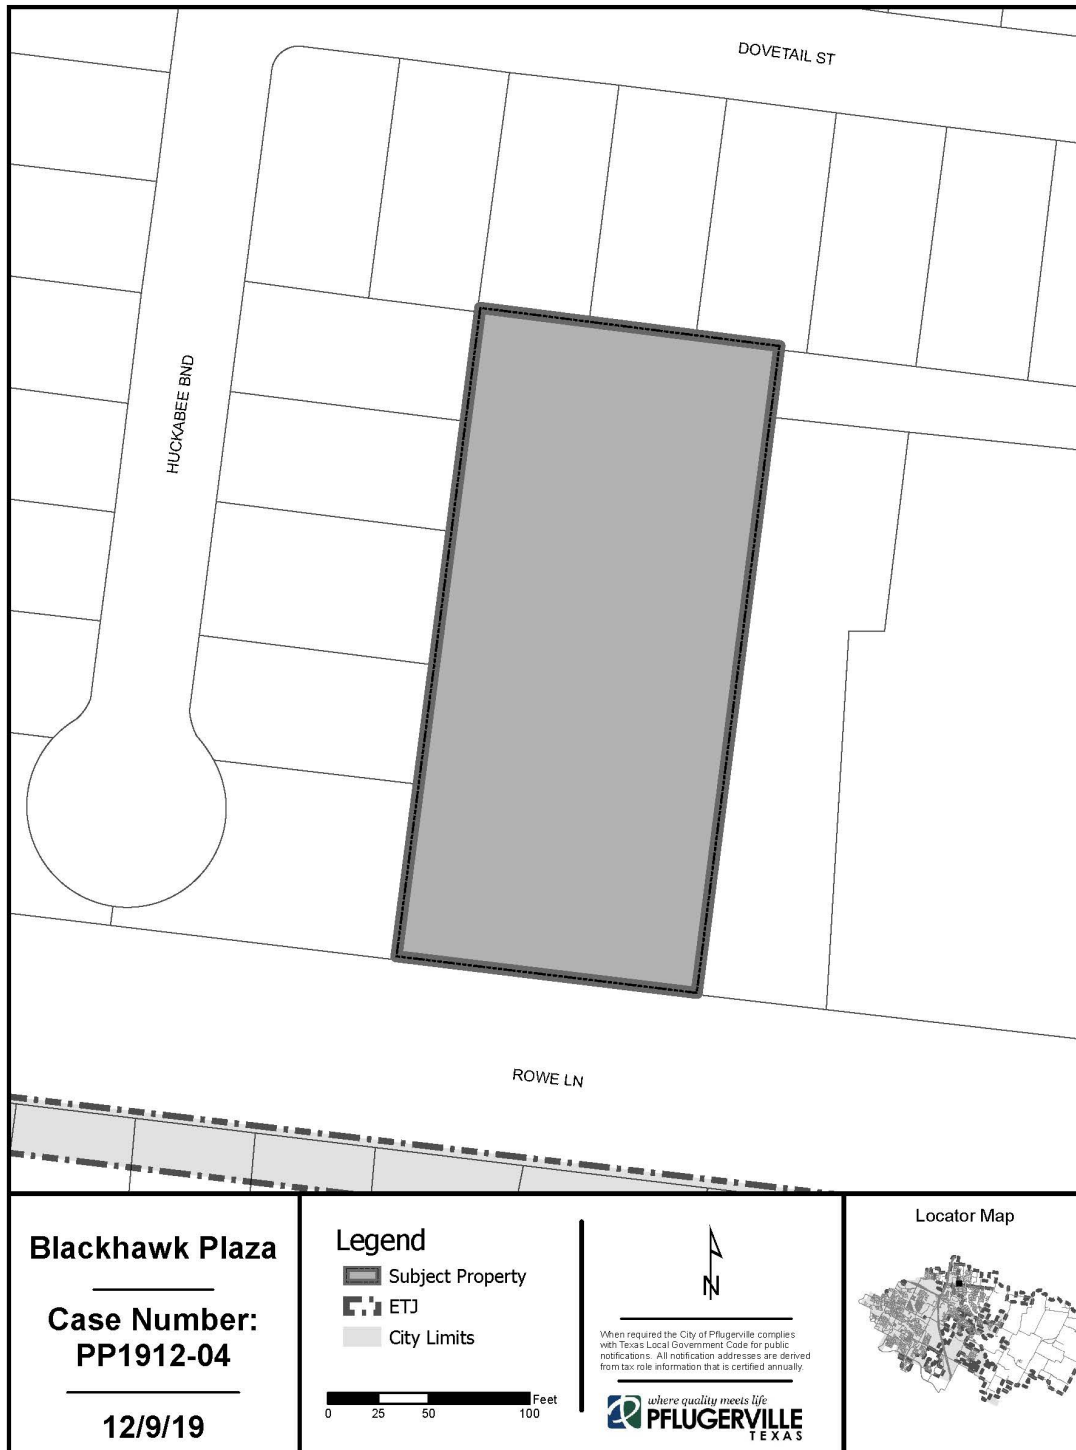 DOVETAIL ST
HUCKABEE BND
ROWE LN
Blackhawk Plaza
Case Number:
PP1912-04
12/9/19
Legend
Subject Property
ETJ
City Limits
0 25 50 100 Feet
N
When required the City of Pflugerville complies
with Texas Local Government Code for public
notifications. All notification addresses are derived
from tax role information that is certified annually.
where quality meets life
PFLUGERVILLE
TEXAS
Locator Map